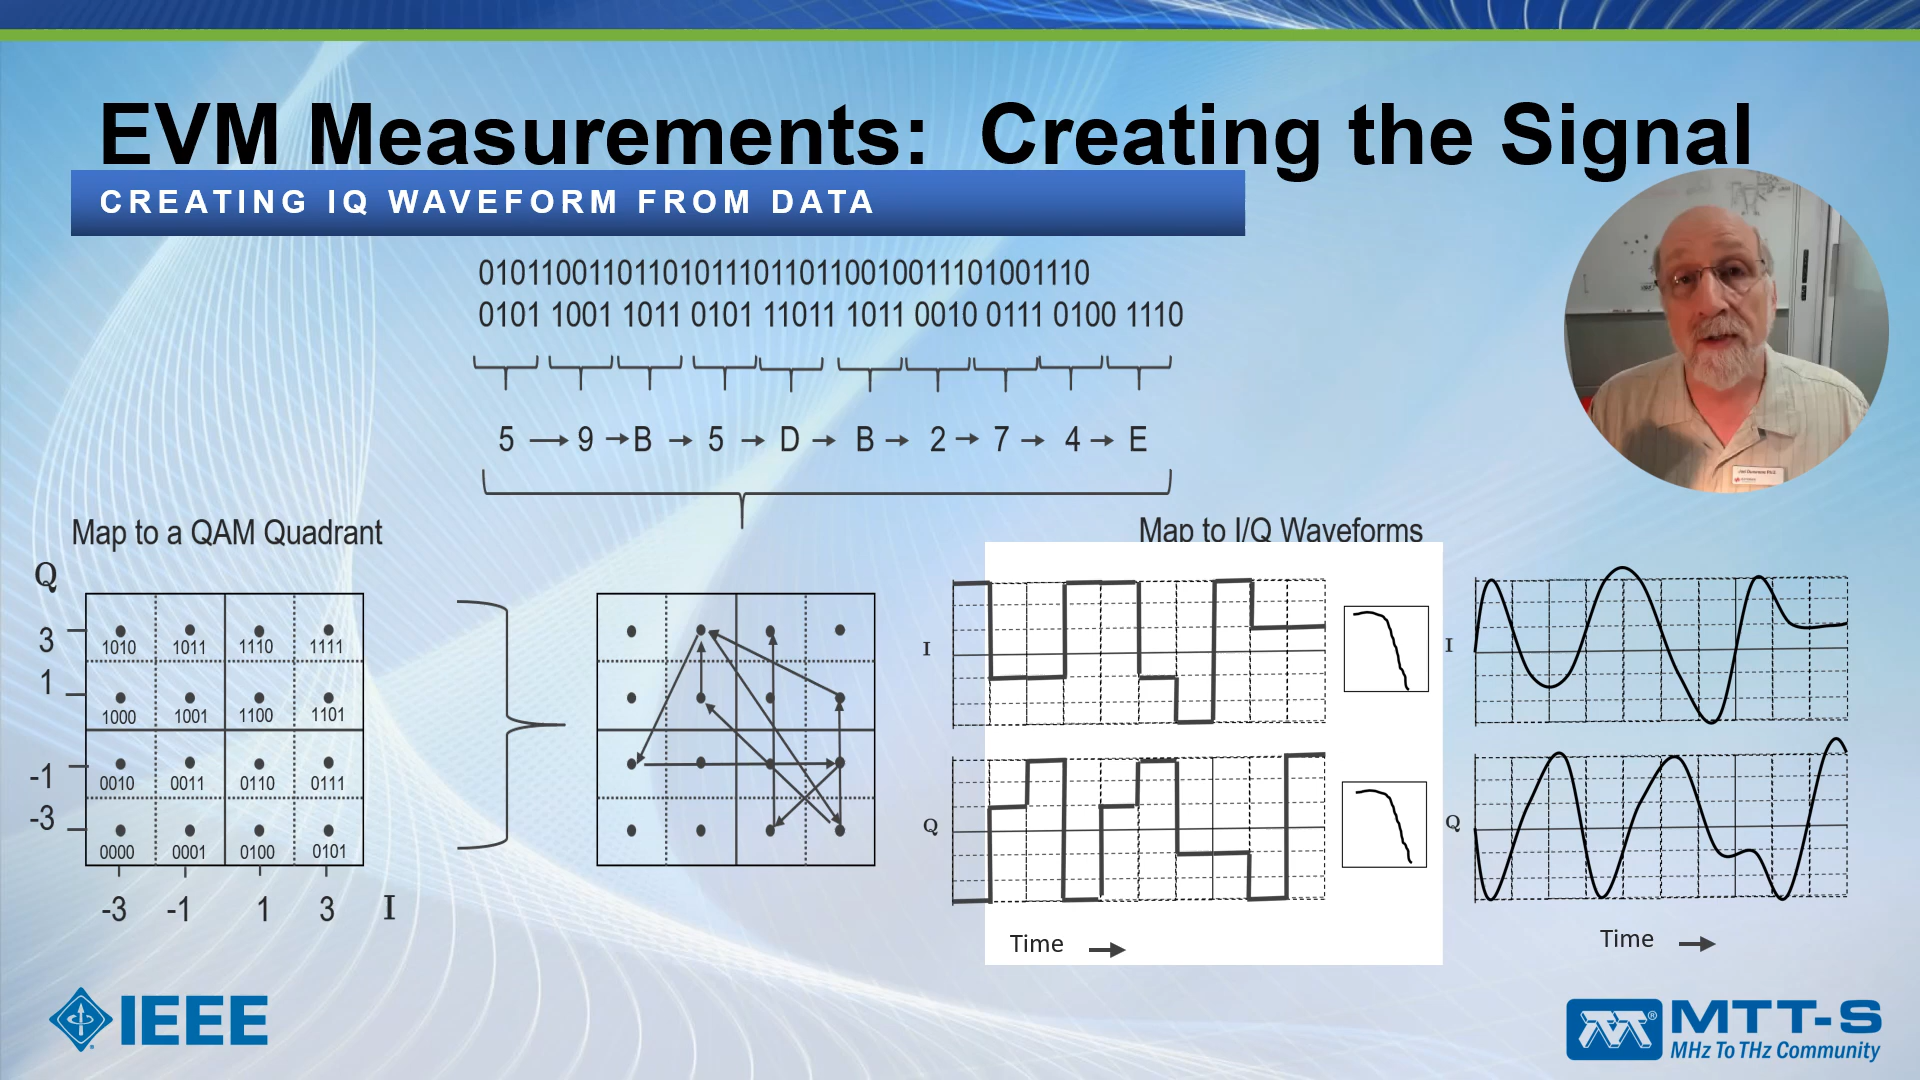 EVM Measurements: Creating the Signal
CREATING IQ WAVEFORM FROM DATA
0101100110110101110110110010011101001110
0101 1001 1011 0101 11011 1011 0010 0111 0100 1110
5 → 9 → B → 5 → D → B → 2 → 7 → 4 → E
Map to a QAM Quadrant
Map to I/Q Waveforms
Q
3
1
-1
-3
1010 1011 1110 1111
1000 1001 1100 1101
0010 0011 0110 0111
0000 0001 0100 0101
-3 -1 1 3 I
I
Q
Time
I
Q
Time
IEEE
MTT-S
®
MHz To THz Community